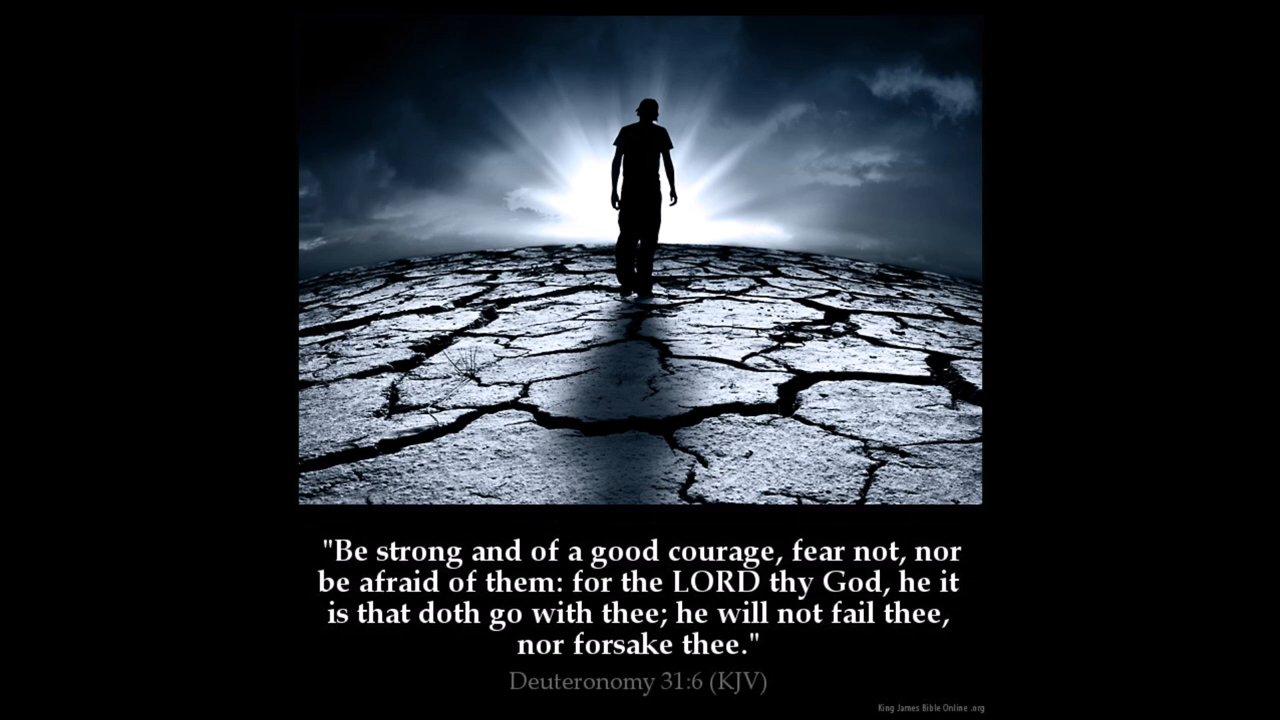 "Be strong and of a good courage, fear not, nor
be afraid of them: for the LORD thy God, he it
is that doth go with thee; he will not fail thee,
nor forsake thee."
Deuteronomy 31:6 (KJV)
King James Bible Online .org